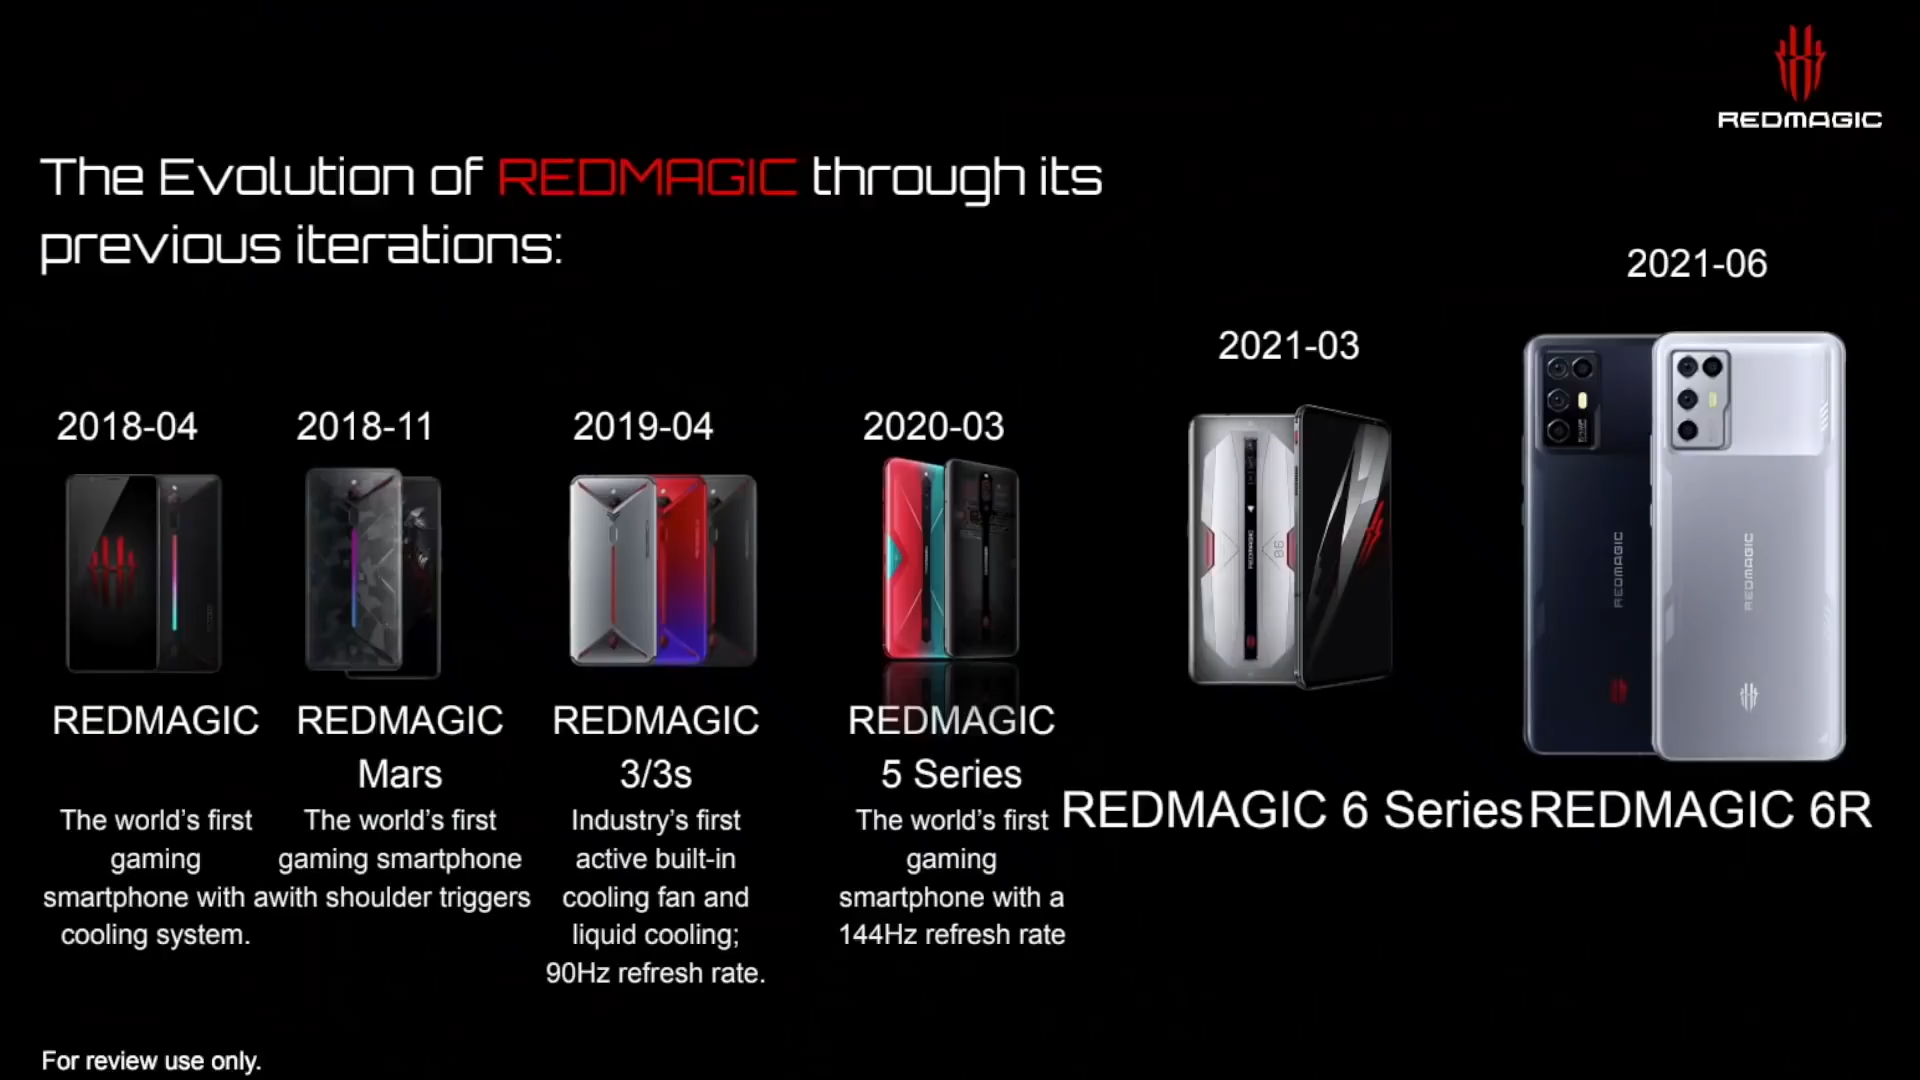 REDMAGIC
The Evolution of REDMAGIC through its
previous iterations:
2018-04
REDMAGIC
The world’s first
gaming
smartphone with a
cooling system.
2018-11
REDMAGIC
Mars
The world’s first
gaming smartphone
with shoulder triggers
2019-04
REDMAGIC
3/3s
Industry’s first
active built-in
cooling fan and
liquid cooling;
90Hz refresh rate.
2020-03
REDMAGIC
5 Series
The world’s first
gaming
smartphone with a
144Hz refresh rate
2021-03
REDMAGIC
06
REDMAGIC 6 Series
2021-06
REDMAGIC
REDMAGIC
REDMAGIC 6R
For review use only.